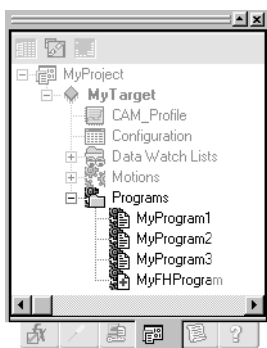 MyProject
MyTarget
CAM_Profile
Configuration
Data Watch Lists
Motions
Programs
MyProgram1
MyProgram2
MyProgram3
MyFHProgram